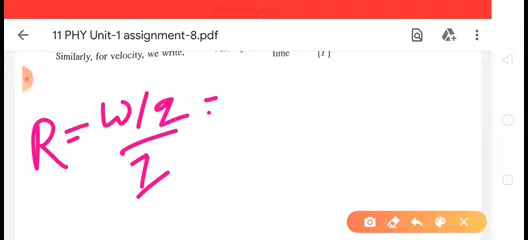 11 PHY Unit-1 assignment-8.pdf
Similarly, for velocity, we write,
time [T]
R = W/q =
I